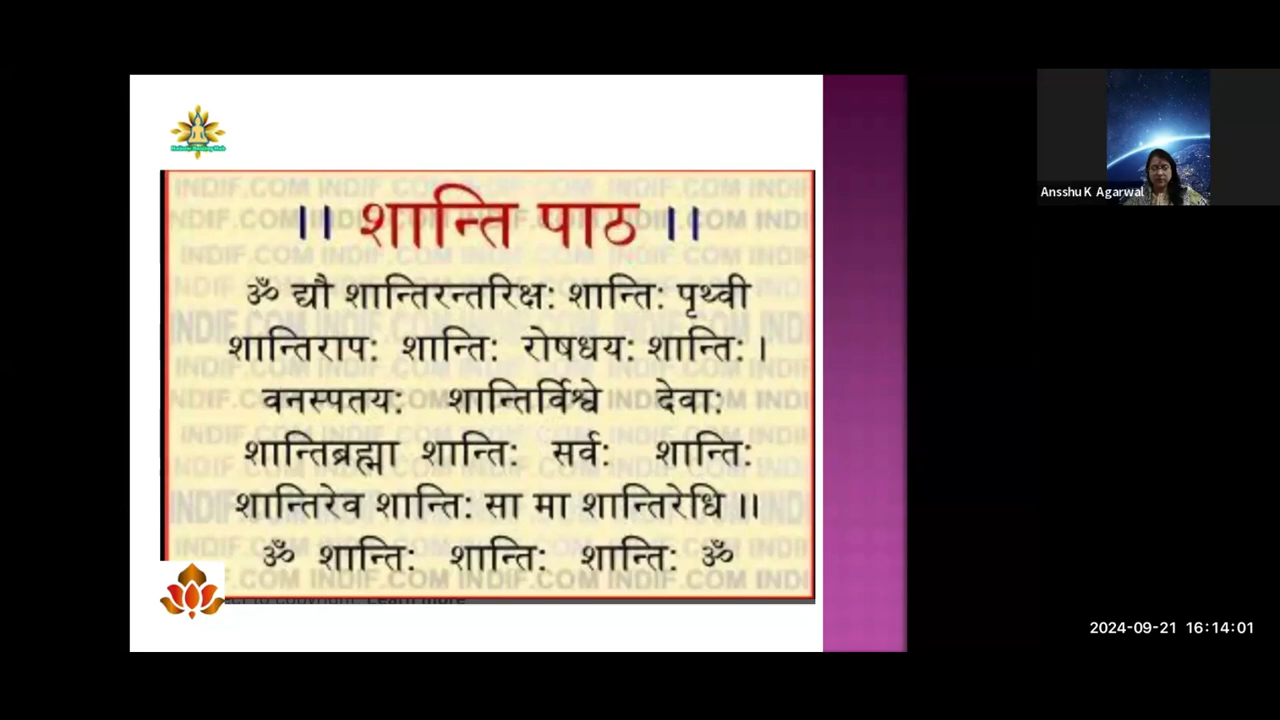 ।। शान्ति पाठ ।।
ॐ द्यौ शान्तिरन्तरिक्ष: शान्ति: पृथ्वी
शान्तिराप: शान्ति: रोषधय: शान्ति: ।
वनस्पतय: शान्तिर्विश्वे देवा:
शान्तिब्रह्मा शान्ति: सर्व: शान्ति:
शान्तिरेव शान्ति: सा मा शान्तिरेधि ।।
ॐ शान्ति: शान्ति: शान्ति: ॐ
Ansshu K Agarwal
2024-09-21 16:14:01